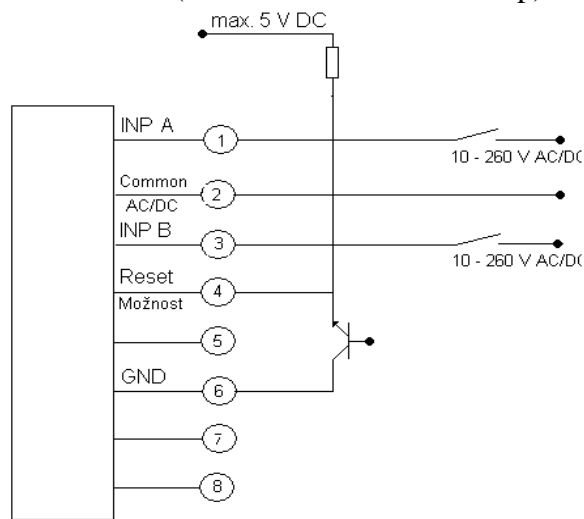 max. 5 V DC
INP A
1
10 - 260 V AC/DC
Common
2
AC/DC
INP B
3
10 - 260 V AC/DC
Reset
4
Možnost
5
GND
6
7
8